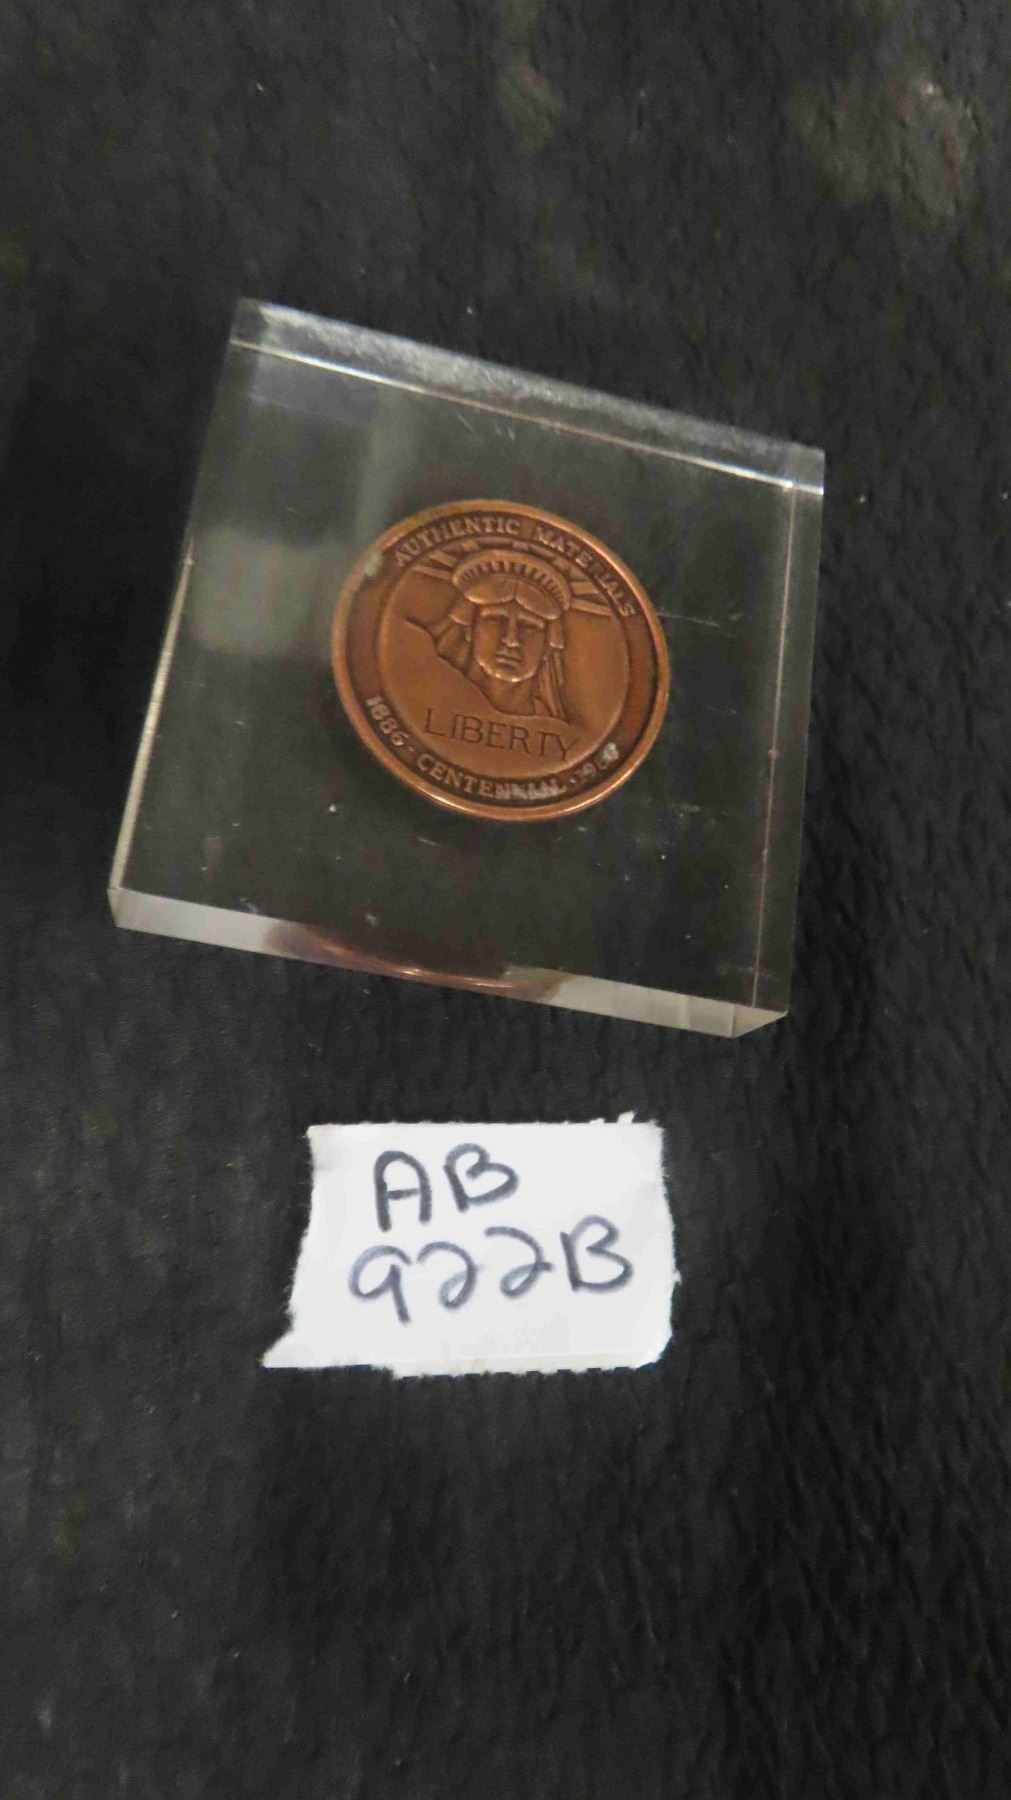 AUTHENTIC MATERIALS
LIBERTY
1886 · CENTENNIAL · 1986
AB
922B